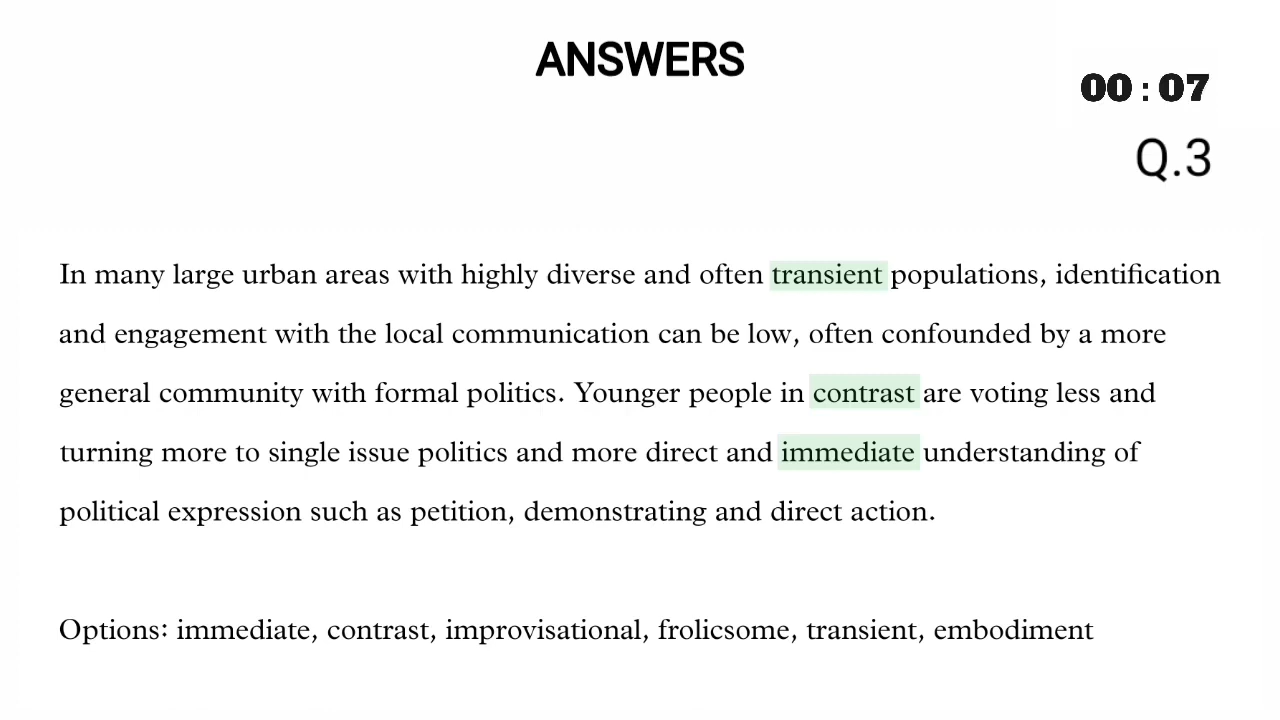 ANSWERS
00 : 07
Q.3
In many large urban areas with highly diverse and often transient populations, identification
and engagement with the local communication can be low, often confounded by a more
general community with formal politics. Younger people in contrast are voting less and
turning more to single issue politics and more direct and immediate understanding of
political expression such as petition, demonstrating and direct action.
Options: immediate, contrast, improvisational, frolicsome, transient, embodiment